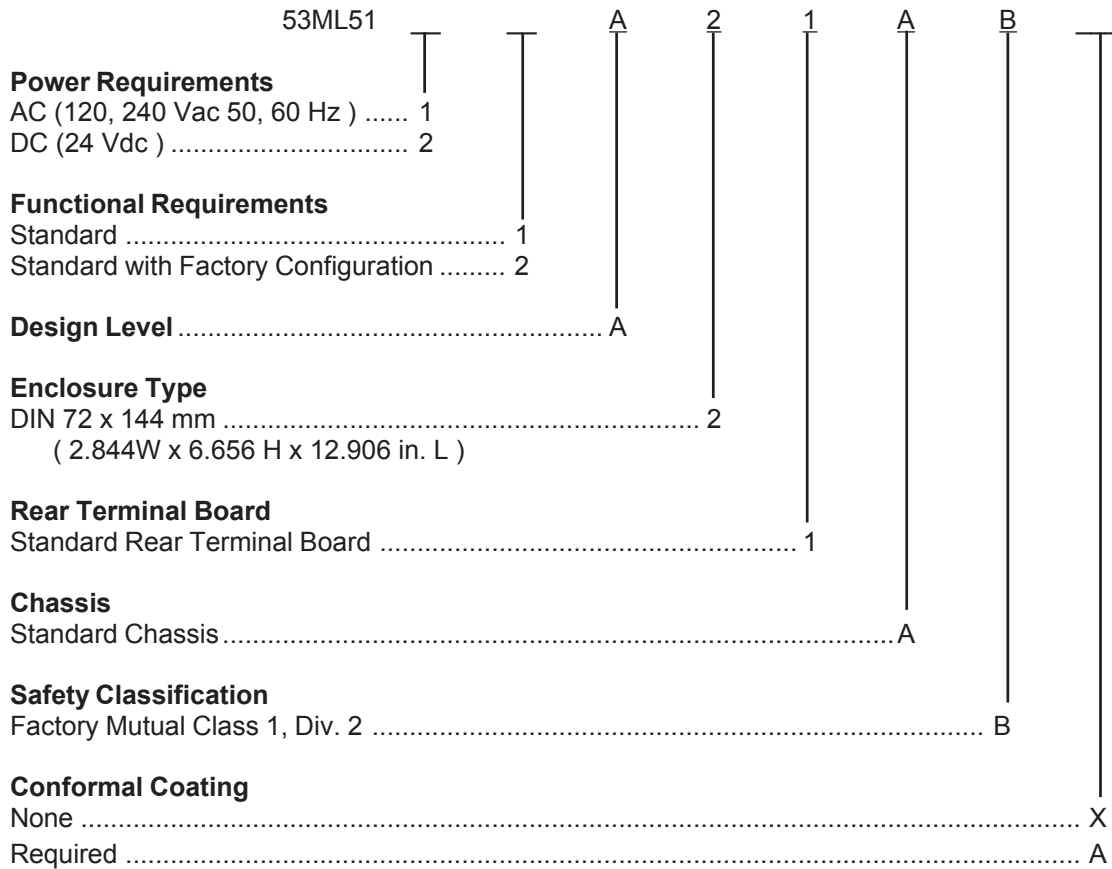 53ML51 __ __ A 2 1 A B __
Power Requirements
AC (120, 240 Vac 50, 60 Hz ) ...... 1
DC (24 Vdc ) ................................ 2
Functional Requirements
Standard ................................................... 1
Standard with Factory Configuration ......... 2
Design Level ......................................................... A
Enclosure Type
DIN 72 x 144 mm .................................................................... 2
( 2.844W x 6.656 H x 12.906 in. L )
Rear Terminal Board
Standard Rear Terminal Board ........................................................ 1
Chassis
Standard Chassis ........................................................................................... A
Safety Classification
Factory Mutual Class 1, Div. 2 ................................................................................... B
Conformal Coating
None ....................................................................................................................................... X
Required ................................................................................................................................ A